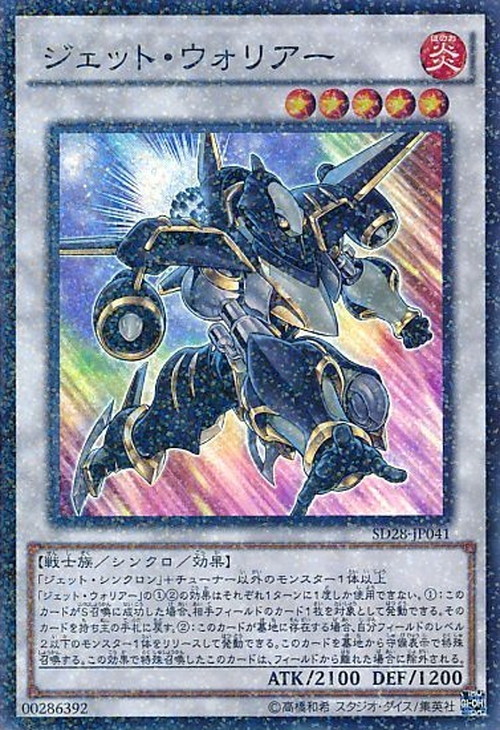 ジェット・ウォリアー
ほのお
炎
SD28-JP041
【戦士族／シンクロ／効果】
「ジェット・シンクロン」＋チューナー以外のモンスター1体以上
「ジェット・ウォリアー」の①②の効果はそれぞれ1ターンに1度しか使用できない。①：この
カードがS召喚に成功した場合、相手フィールドのカード1枚を対象として発動できる。その
カードを持ち主の手札に戻す。②：このカードが墓地に存在する場合、自分フィールドのレベル
2以下のモンスター1体をリリースして発動できる。このカードを墓地から守備表示で特殊
召喚する。この効果で特殊召喚したこのカードは、フィールドから離れた場合に除外される。
ATK/2100 DEF/1200
00286392
©高橋和希 スタジオ・ダイス/集英社